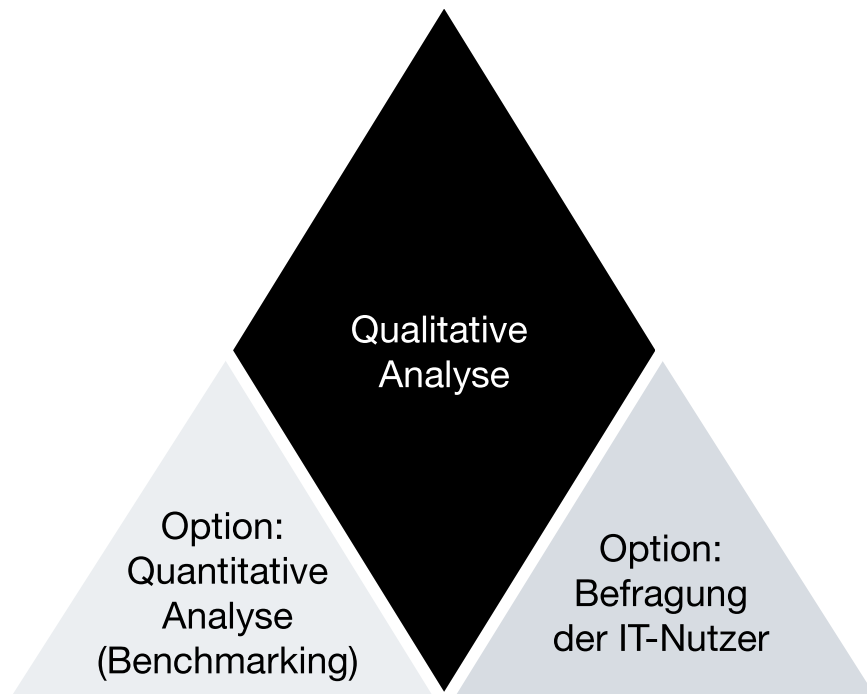 Qualitative
Analyse
Option:
Quantitative
Analyse
(Benchmarking)
Option:
Befragung
der IT-Nutzer